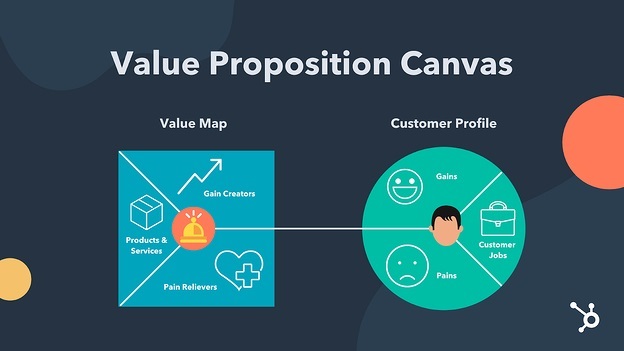 Value Proposition Canvas
Value Map
Customer Profile
Gain Creators
Products &
Services
Pain Relievers
Gains
Customer
Jobs
Pains